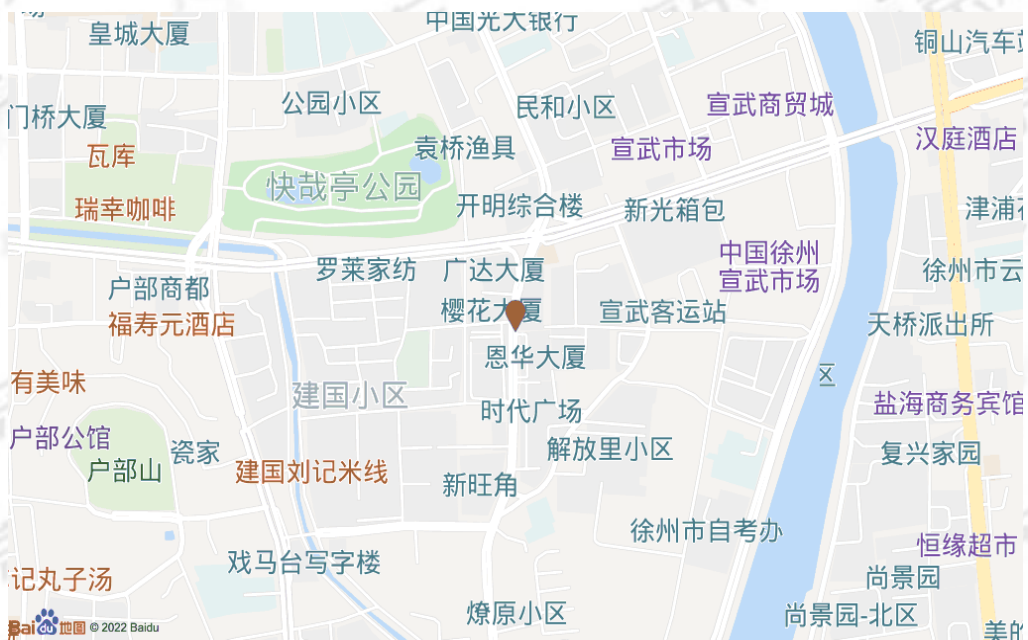 中国光大银行
皇城大厦
铜山汽车站
公园小区
民和小区
宣武商贸城
门桥大厦
瓦库
袁桥渔具
宣武市场
汉庭酒店
快哉亭公园
瑞幸咖啡
开明综合楼
新光箱包
津浦花
中国徐州
宣武市场
罗莱家纺
广达大厦
徐州市云
户部商都
樱花大厦
宣武客运站
福寿元酒店
天桥派出所
恩华大厦
区
有美味
建国小区
时代广场
盐海商务宾馆
户部公馆
瓷家
解放里小区
复兴家园
户部山
建国刘记米线
新旺角
徐州市自考办
恒缘超市
戏马台写字楼
记丸子汤
尚景园
燎原小区
尚景园-北区
Bai du 地图 © 2022 Baidu
美的